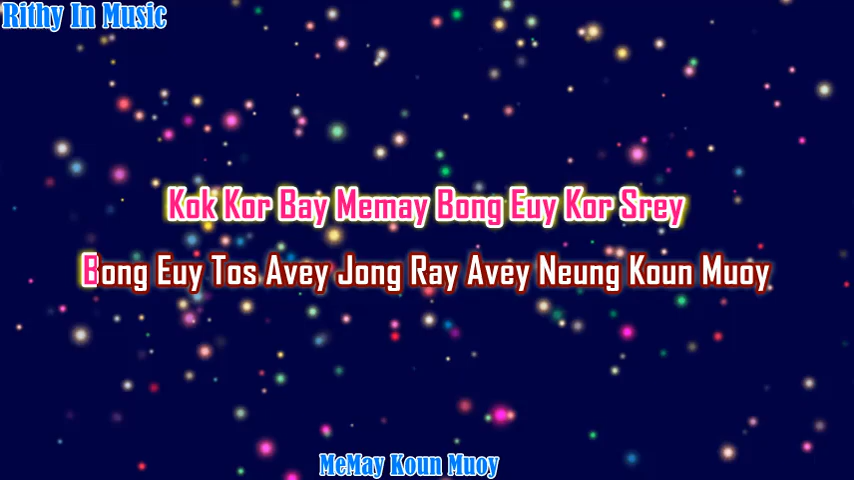 Rithy In Music
Kok Kor Bay Memay Bong Euy Kor Srey
Bong Euy Tos Avey Jong Ray Avey Neung Koun Muoy
MeMay Koun Muoy